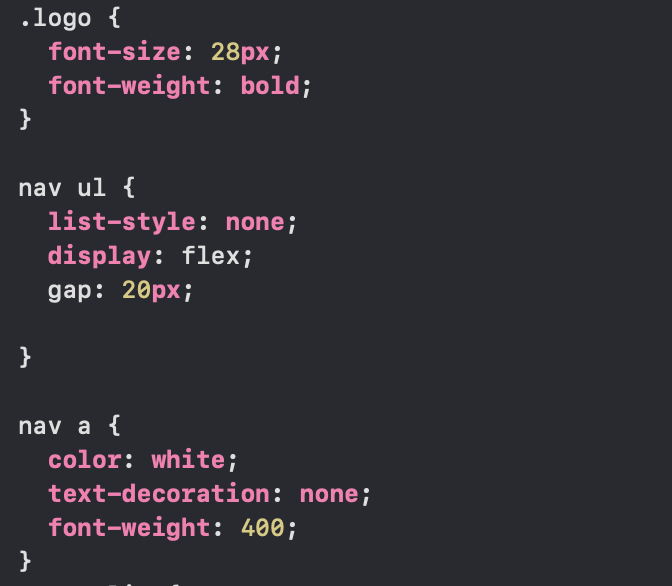 .logo {
  font-size: 28px;
  font-weight: bold;
}

nav ul {
  list-style: none;
  display: flex;
  gap: 20px;

}

nav a {
  color: white;
  text-decoration: none;
  font-weight: 400;
}